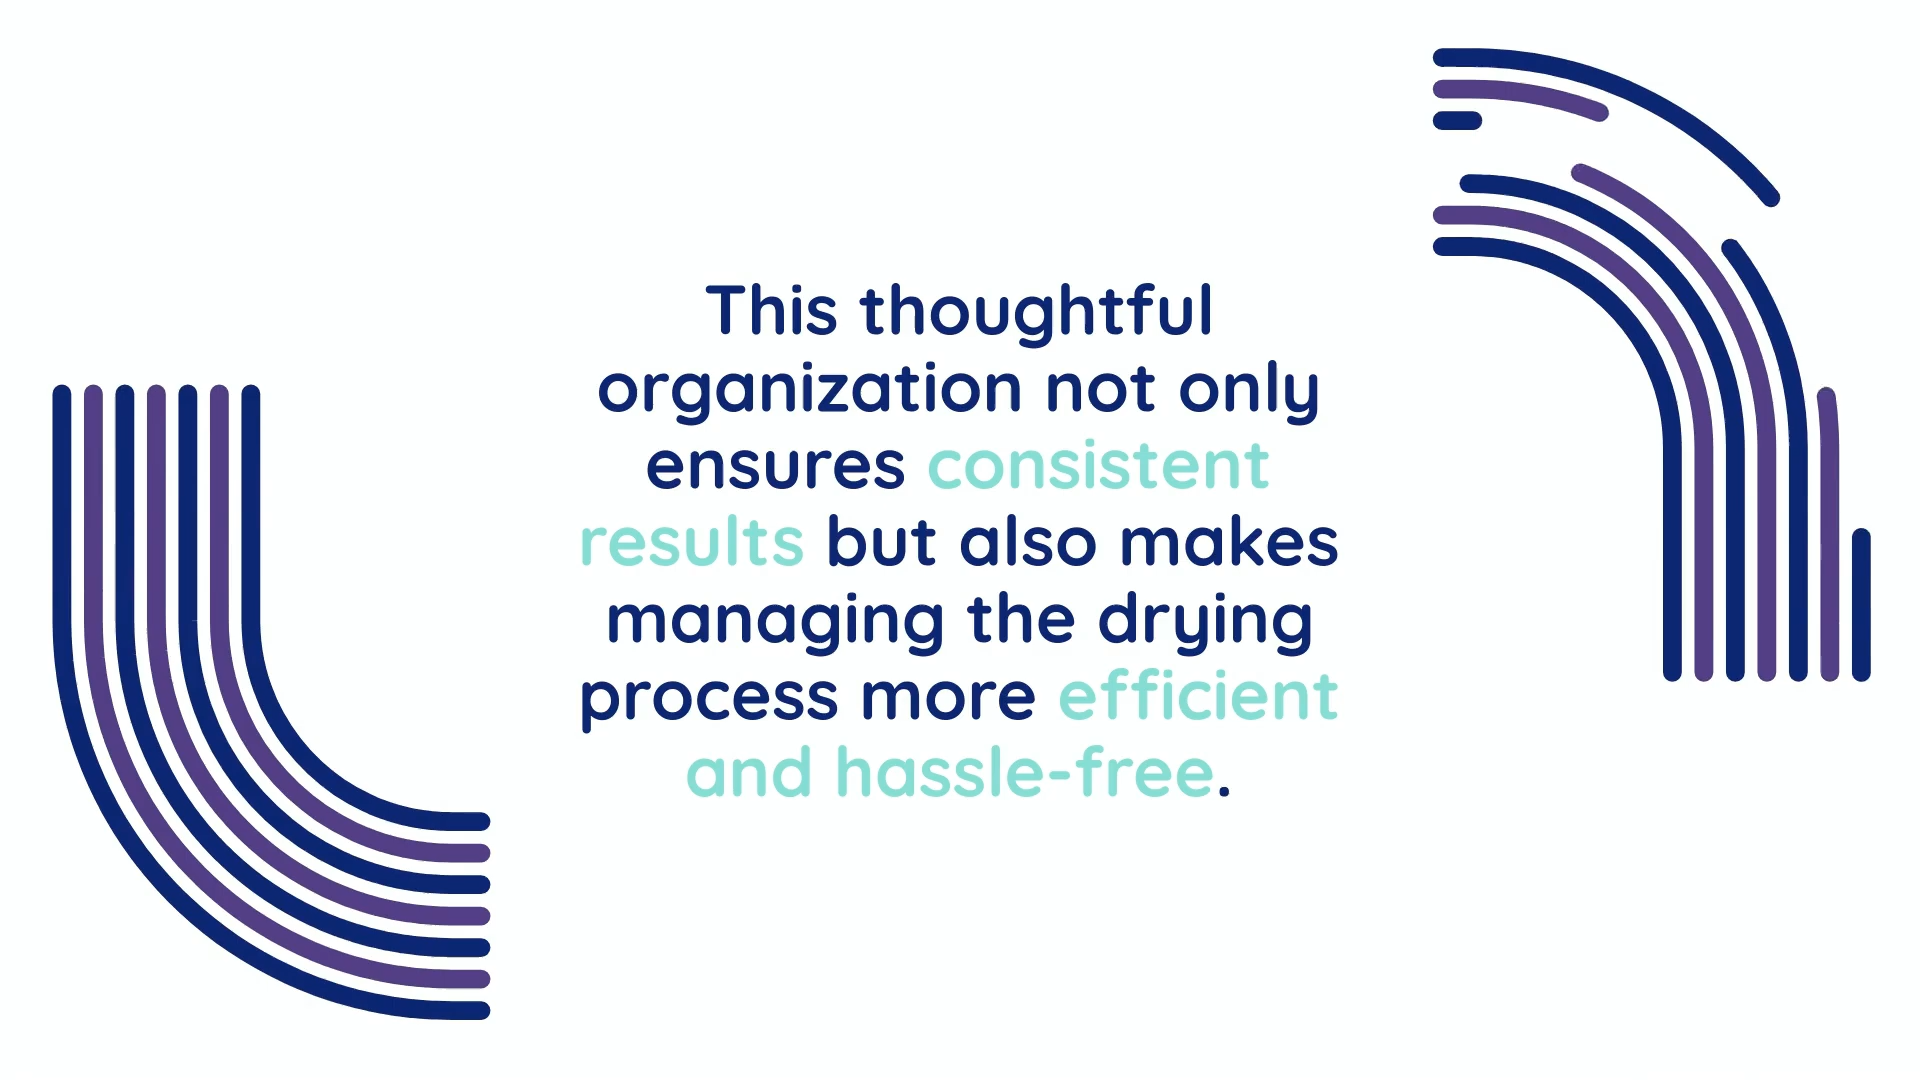 This thoughtful
organization not only
ensures consistent
results but also makes
managing the drying
process more efficient
and hassle-free.